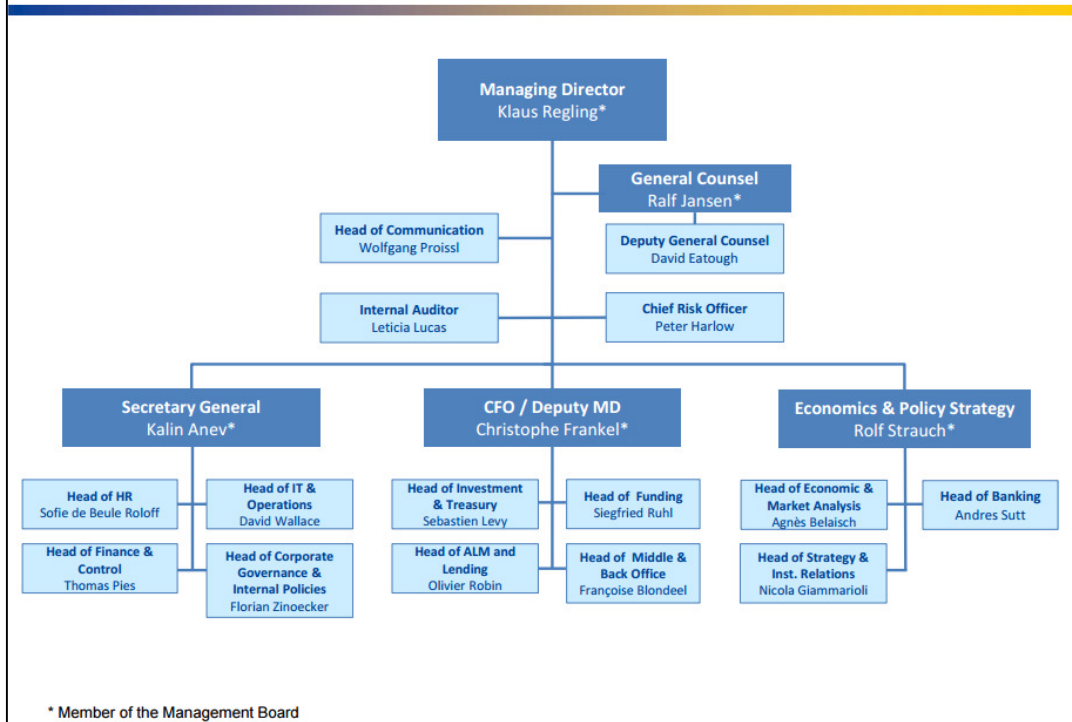 Managing Director
Klaus Regling*
General Counsel
Ralf Jansen*
Head of Communication
Wolfgang Proissl
Deputy General Counsel
David Eatough
Internal Auditor
Leticia Lucas
Chief Risk Officer
Peter Harlow
Secretary General
Kalin Anev*
CFO / Deputy MD
Christophe Frankel*
Economics & Policy Strategy
Rolf Strauch*
Head of HR
Sofie de Beule Roloff
Head of IT &
Operations
David Wallace
Head of Investment
& Treasury
Sebastien Levy
Head of Funding
Siegfried Ruhl
Head of Economic &
Market Analysis
Agnès Belaisch
Head of Banking
Andres Sutt
Head of Finance &
Control
Thomas Pies
Head of Corporate
Governance &
Internal Policies
Florian Zinoecker
Head of ALM and
Lending
Olivier Robin
Head of Middle &
Back Office
Françoise Blondeel
Head of Strategy &
Inst. Relations
Nicola Giammarioli
* Member of the Management Board